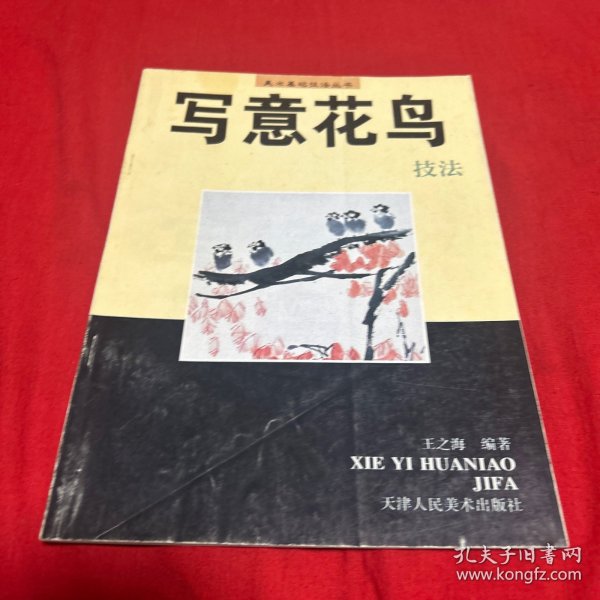 美术基础技法丛书
写意花鸟
技法
王之海 编著
XIE YI HUANIAO
JIFA
天津人民美术出版社
孔夫子旧书网
www.kongfz.com